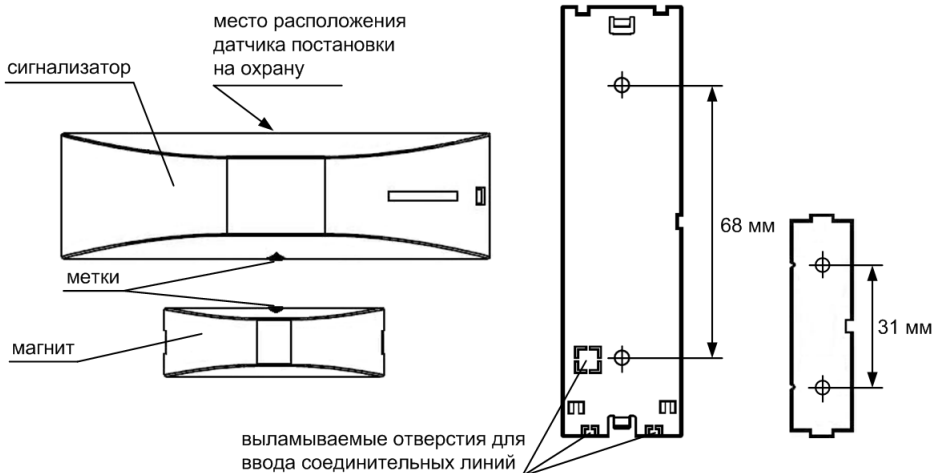 место расположения
датчика постановки
на охрану
сигнализатор
метки
магнит
68 мм
31 мм
выламываемые отверстия для
ввода соединительных линий